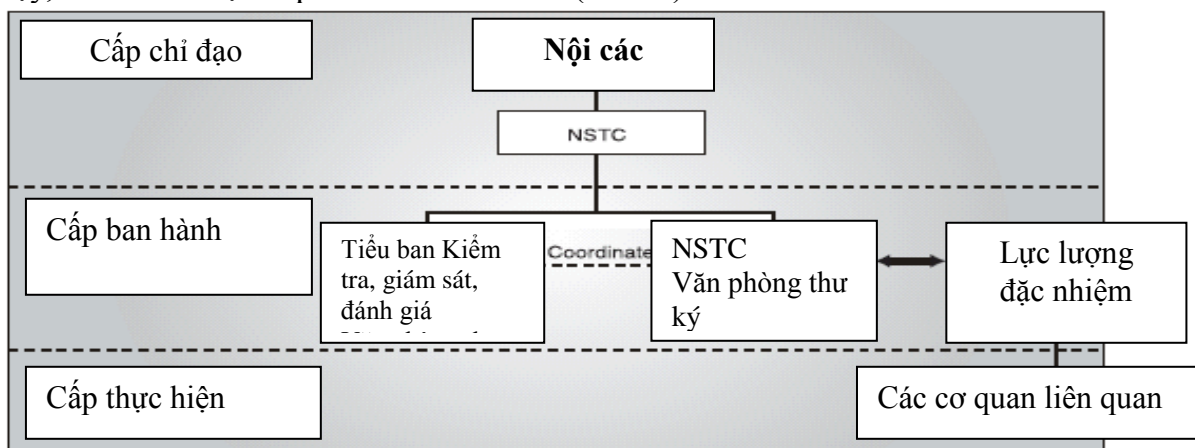 Cấp chỉ đạo
Nội các
NSTC
Cấp ban hành
Tiểu ban Kiểm
tra, giám sát,
đánh giá
Coordinate
NSTC
Văn phòng thư
ký
Lực lượng
đặc nhiệm
Cấp thực hiện
Các cơ quan liên quan